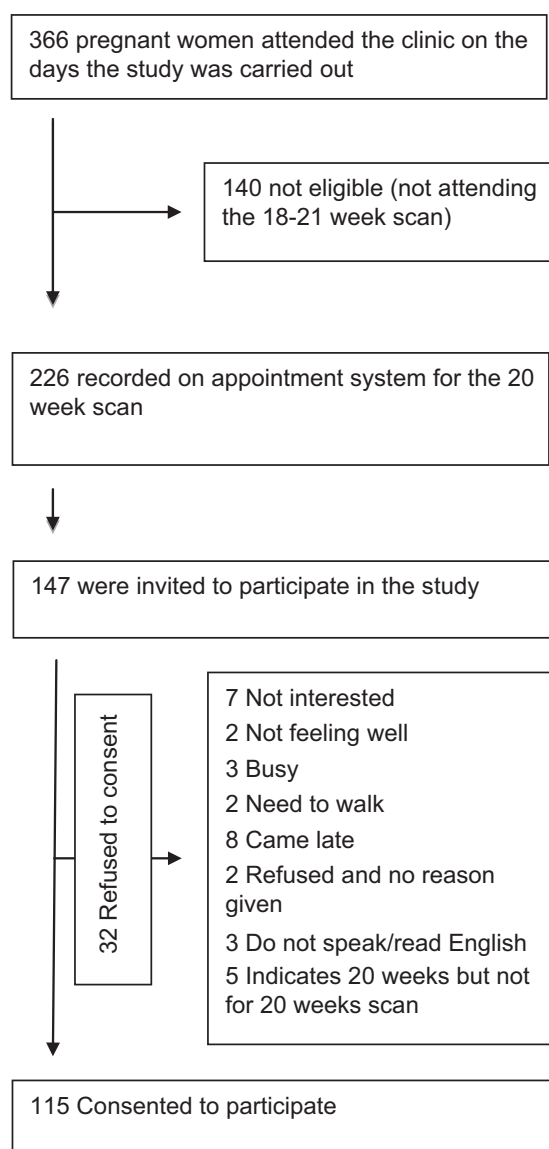 366 pregnant women attended the clinic on the
days the study was carried out
140 not eligible (not attending
the 18-21 week scan)
226 recorded on appointment system for the 20
week scan
147 were invited to participate in the study
32 Refused to consent
7 Not interested
2 Not feeling well
3 Busy
2 Need to walk
8 Came late
2 Refused and no reason
given
3 Do not speak/read English
5 Indicates 20 weeks but not
for 20 weeks scan
115 Consented to participate